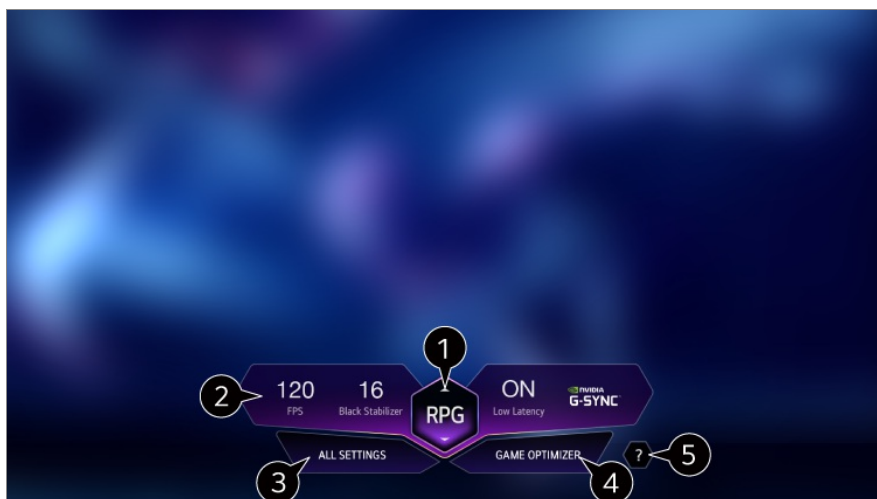 1
2
120
FPS
16
Black Stabilizer
RPG
ON
Low Latency
NVIDIA
G-SYNC
3
ALL SETTINGS
GAME OPTIMIZER
4
?
5